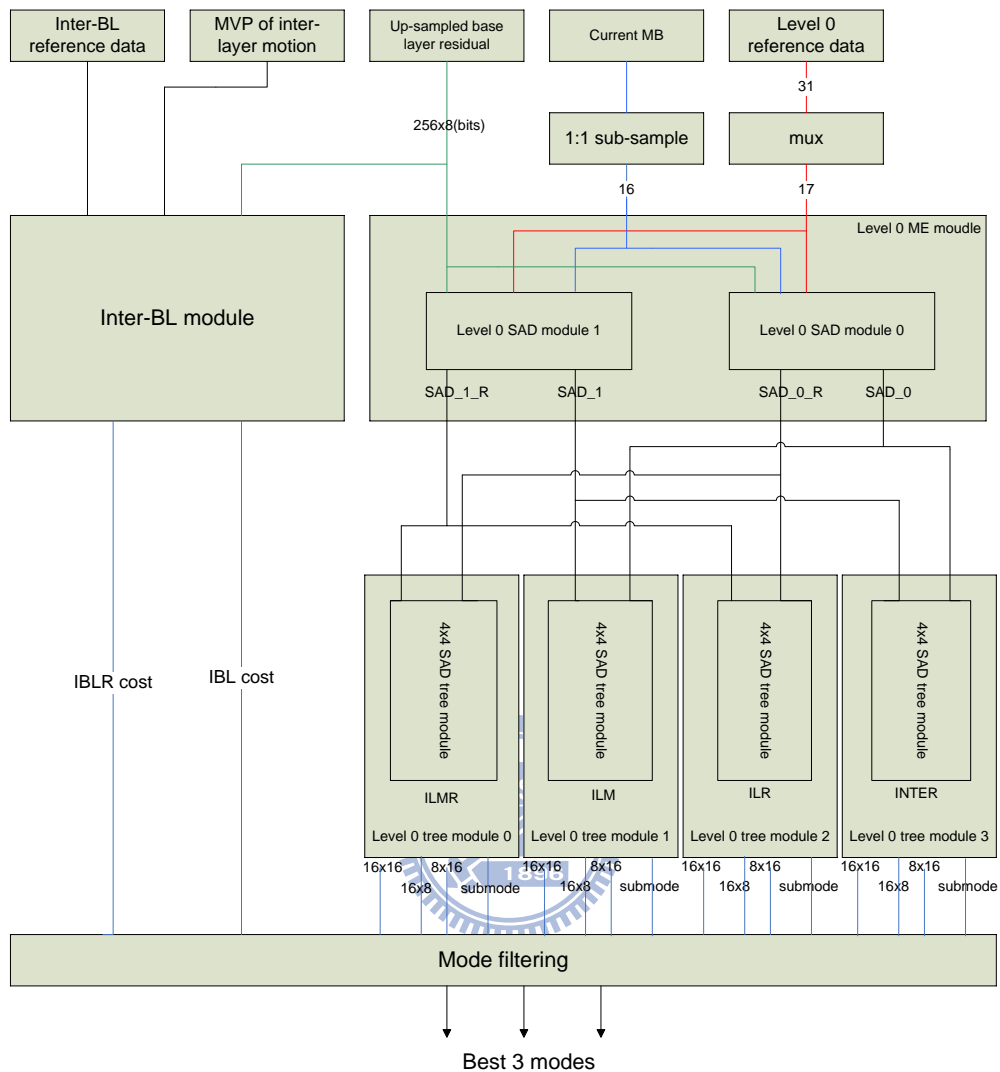 Inter-BL
reference data
MVP of inter-
layer motion
Up-sampled base
layer residual
Current MB
Level 0
reference data
31
256x8(bits)
1:1 sub-sample
mux
16
17
Level 0 ME moudle
Inter-BL module
Level 0 SAD module 1
Level 0 SAD module 0
SAD_1_R
SAD_1
SAD_0_R
SAD_0
4x4 SAD tree module
4x4 SAD tree module
4x4 SAD tree module
4x4 SAD tree module
IBLR cost
IBL cost
ILMR
ILM
ILR
INTER
Level 0 tree module 0
Level 0 tree module 1
Level 0 tree module 2
Level 0 tree module 3
16x16
8x16
16x16
8x16
16x16
8x16
16x16
8x16
1898
16x8
submode
16x8
submode
16x8
submode
16x8
submode
Mode filtering
Best 3 modes